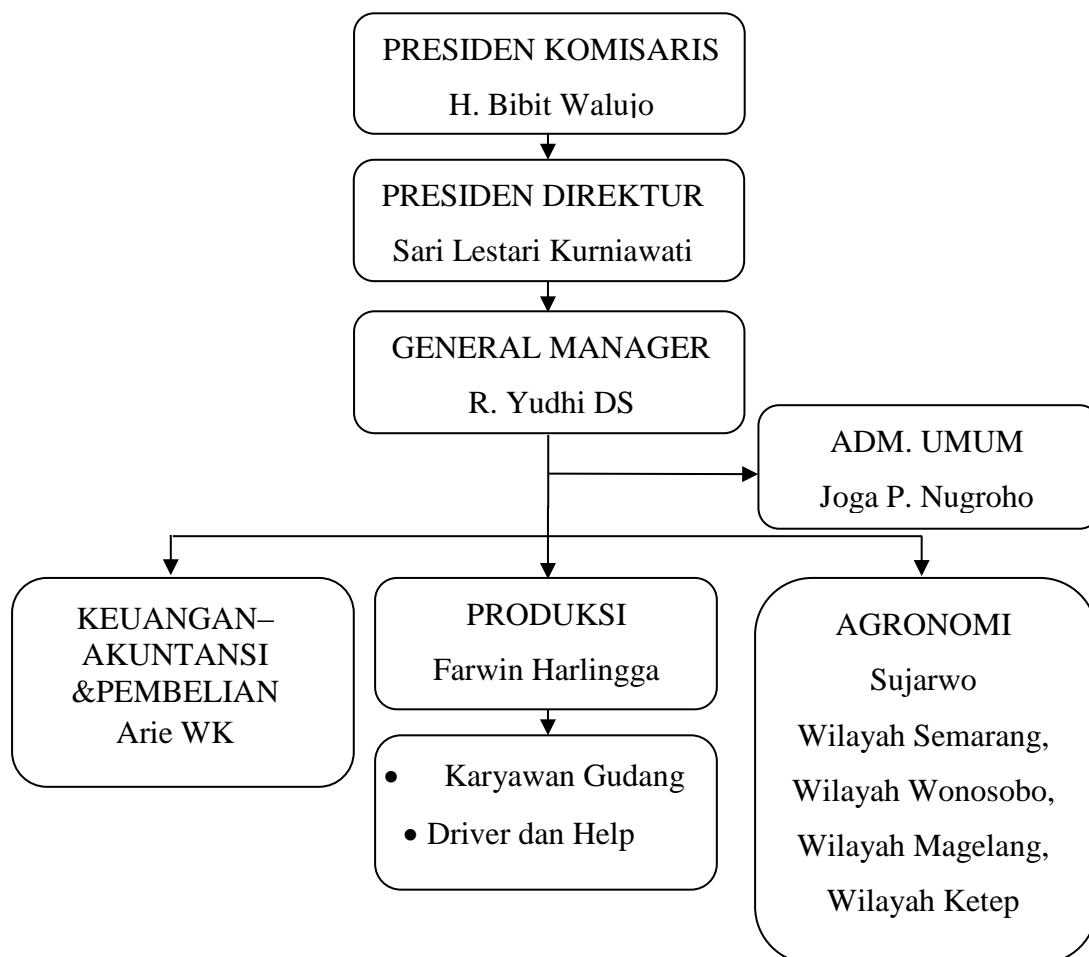 PRESIDEN KOMISARIS
H. Bibit Walujo
PRESIDEN DIREKTUR
Sari Lestari Kurniawati
GENERAL MANAGER
R. Yudhi DS
ADM. UMUM
Joga P. Nugroho
KEUANGAN–
AKUNTANSI
&PEMBELIAN
Arie WK
PRODUKSI
Farwin Harlingga
• Karyawan Gudang
• Driver dan Help
AGRONOMI
Sujarwo
Wilayah Semarang,
Wilayah Wonosobo,
Wilayah Magelang,
Wilayah Ketep